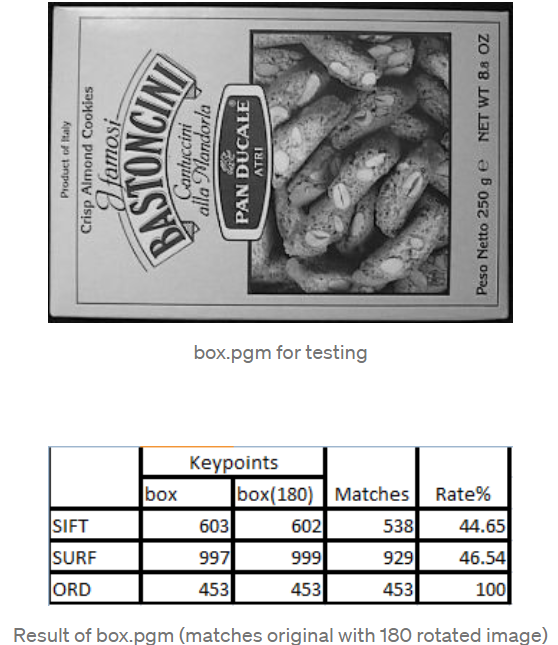 Product of Italy
Crisp Almond Cookies
I famosi
BASTONCINI
Cantuccini
alla Mandorla
PAN DUCALE®
ATRI
Peso Netto 250 g e NET WT 8.8 OZ
box.pgm for testing
Keypoints
box box(180) Matches Rate%
SIFT 603 602 538 44.65
SURF 997 999 929 46.54
ORD 453 453 453 100
Result of box.pgm (matches original with 180 rotated image)